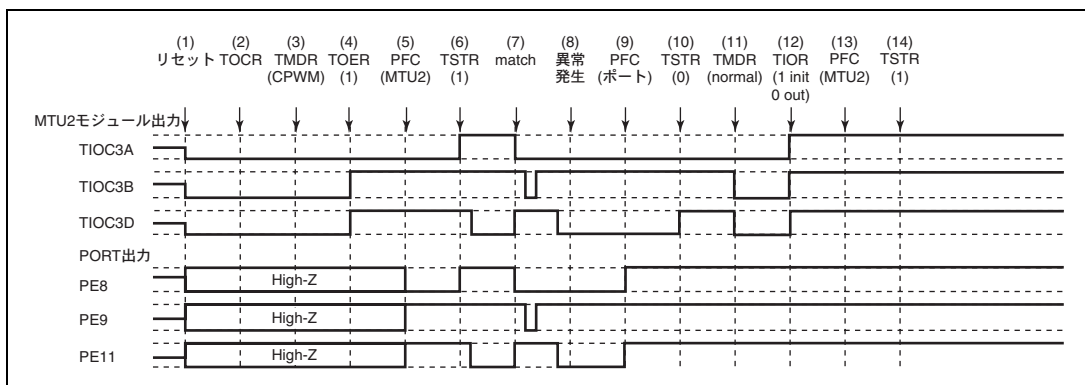 (1) (2) (3) (4) (5) (6) (7) (8) (9) (10) (11) (12) (13) (14)
リセット TOCR TMDR TOER PFC TSTR match 異常 PFC TSTR TMDR TIOR PFC TSTR
(CPWM) (1) (MTU2) (1) 発生 (ポート) (0) (normal) (1 init (MTU2) (1)
0 out)
MTU2モジュール出力
TIOC3A
TIOC3B
TIOC3D
PORT出力
PE8 High-Z
PE9 High-Z
PE11 High-Z